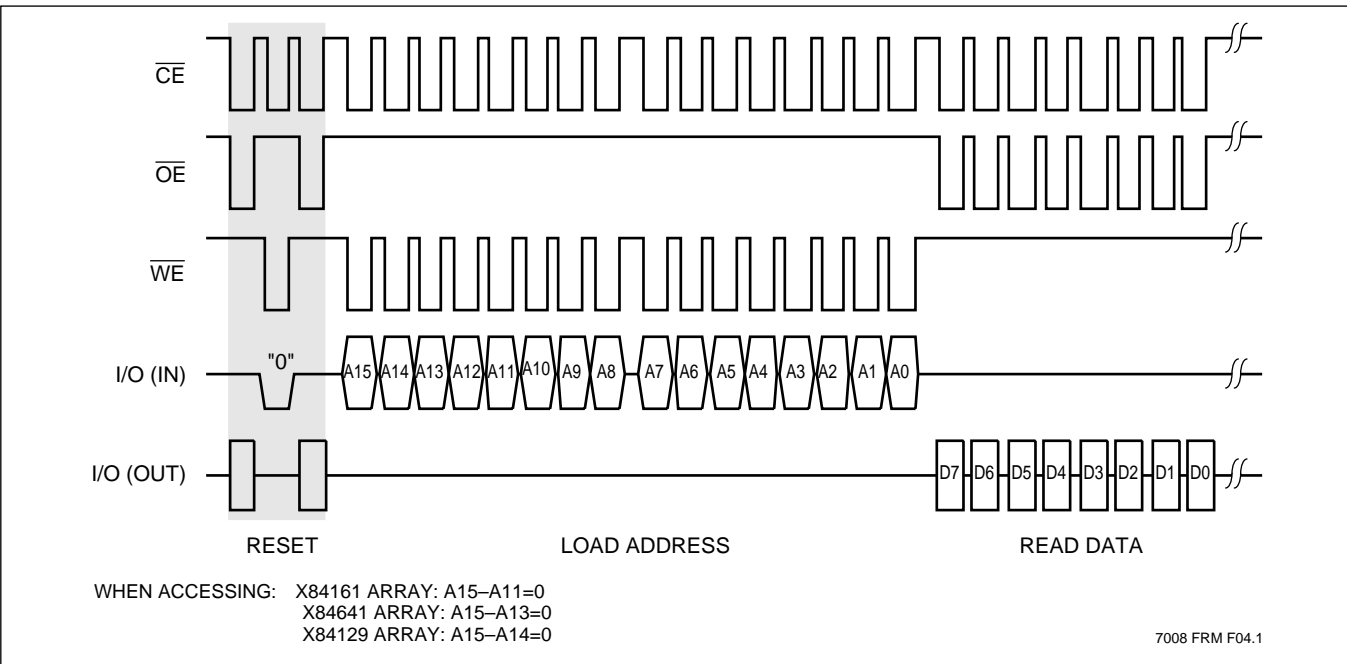 CE
OE
WE
I/O (IN) "0" A15 A14 A13 A12 A11 A10 A9 A8 A7 A6 A5 A4 A3 A2 A1 A0
I/O (OUT) D7 D6 D5 D4 D3 D2 D1 D0
RESET LOAD ADDRESS READ DATA
WHEN ACCESSING: X84161 ARRAY: A15–A11=0
X84641 ARRAY: A15–A13=0
X84129 ARRAY: A15–A14=0
7008 FRM F04.1